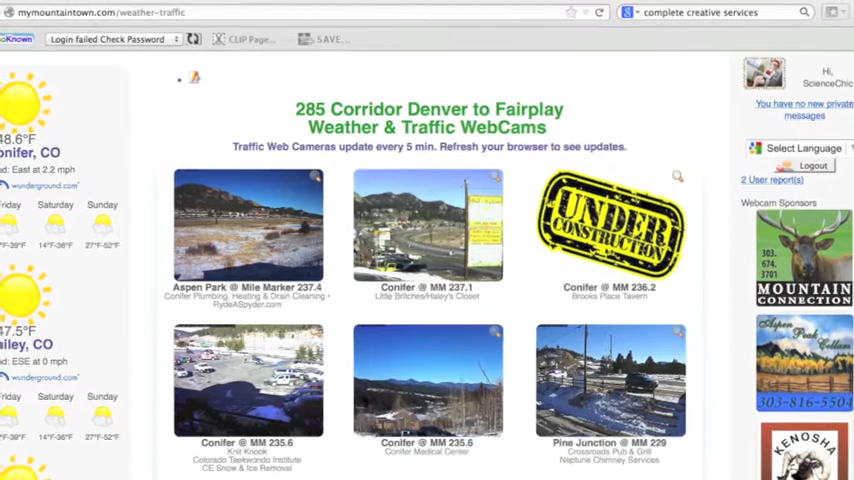 mymountaintown.com/weather-traffic
complete creative services
Known
Login failed Check Password
CLIP Page...
SAVE...
285 Corridor Denver to Fairplay
Weather & Traffic WebCams
Traffic Web Cameras update every 5 min. Refresh your browser to see updates.
48.6°F
onifer, CO
nd: East at 2.2 mph
wunderground.com
Friday Saturday Sunday
°F-39°F 14°F-36°F 27°F-52°F
47.5°F
ailey, CO
nd: ESE at 0 mph
wunderground.com
Friday Saturday Sunday
°F-39°F 14°F-36°F 27°F-52°F
UNDER
CONSTRUCTION
Aspen Park @ Mile Marker 237.4
Conifer Plumbing, Heating & Drain Cleaning •
RydeASpyder.com
Conifer @ MM 237.1
Little Britches/Haley's Closet
Conifer @ MM 236.2
Brooks Place Tavern
Conifer @ MM 235.6
Knit Knook
Colorado Taekwondo Institute
CE Snow & Ice Removal
Conifer @ MM 235.6
Conifer Medical Center
Pine Junction @ MM 229
Crossroads Pub & Grill
Neptune Chimney Services
Hi,
ScienceChic
You have no new private
messages
Select Language
Logout
2 User report(s)
Webcam Sponsors
303.
674.
3701
MOUNTAIN
CONNECTION
Aspen Peak Cellars
303-816-5504
KENOSHA